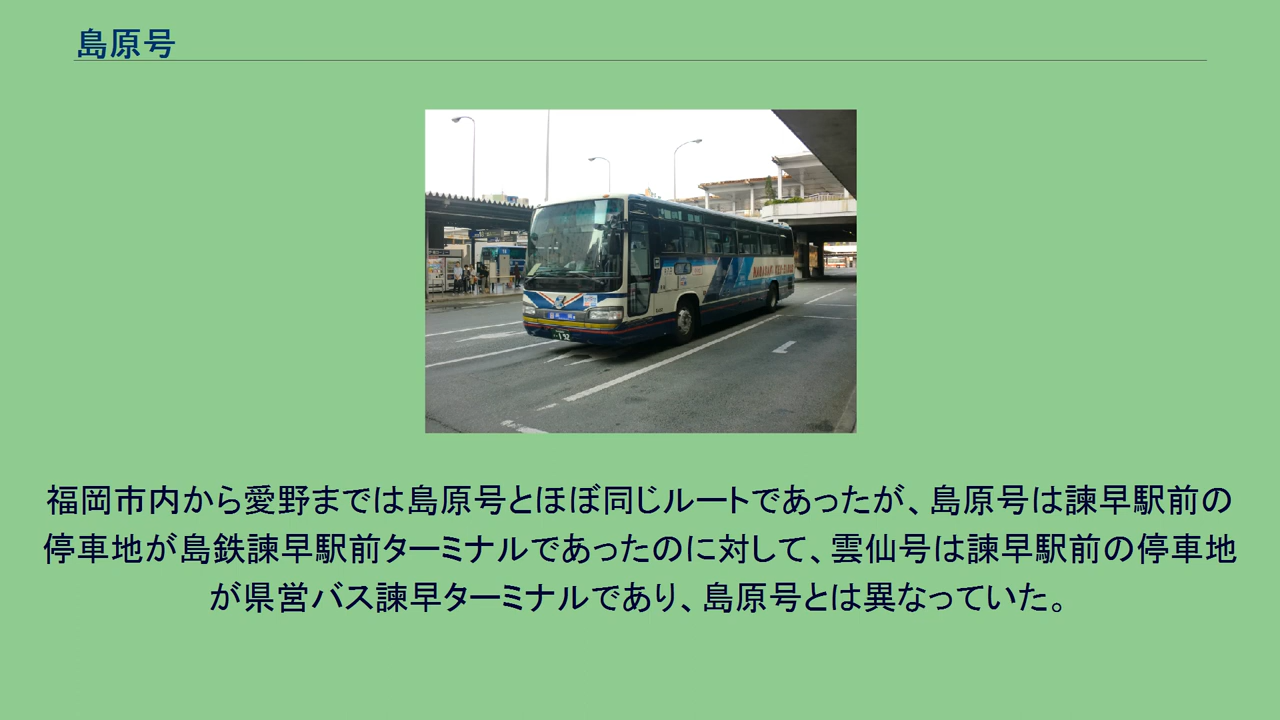 島原号
福岡市内から愛野までは島原号とほぼ同じルートであったが、島原号は諫早駅前の
停車地が島鉄諫早駅前ターミナルであったのに対して、雲仙号は諫早駅前の停車地
が県営バス諫早ターミナルであり、島原号とは異なっていた。